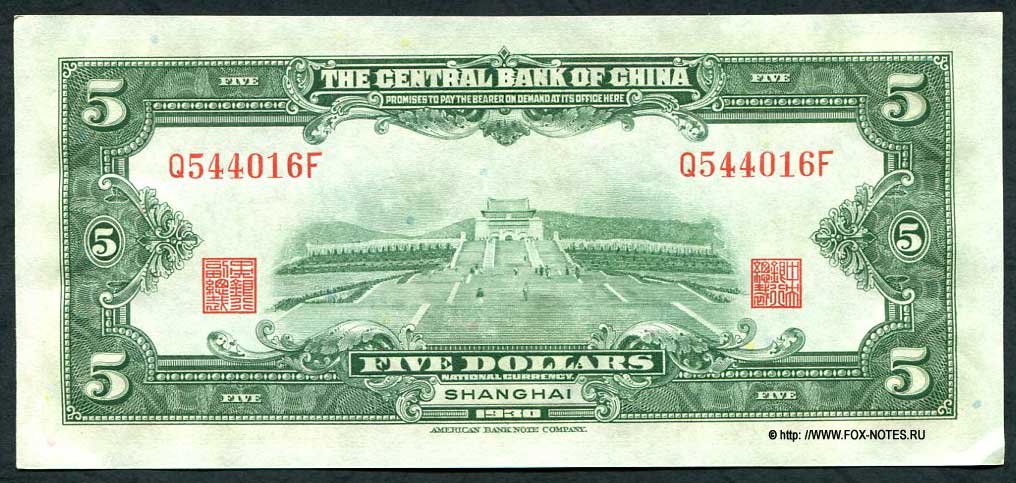 THE CENTRAL BANK OF CHINA
PROMISES TO PAY THE BEARER ON DEMAND AT ITS OFFICE HERE
5 FIVE FIVE 5
Q544016F Q544016F
5 5
FIVE DOLLARS
NATIONAL CURRENCY.
5 FIVE FIVE 5
SHANGHAI
1930
AMERICAN BANK NOTE COMPANY.
© http: //WWW.FOX-NOTES.RU